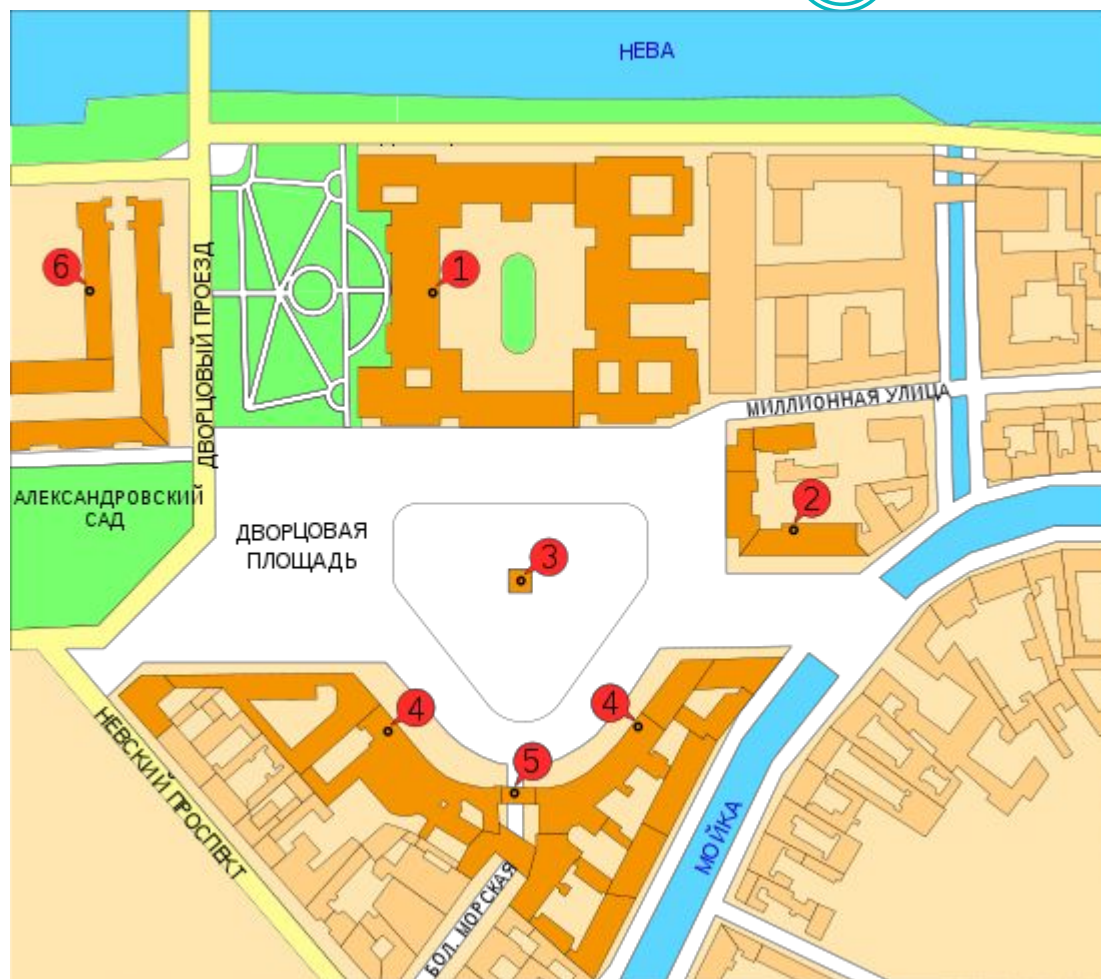 НЕВА
6
1
ДВОРЦОВЫЙ ПРОЕЗД
МИЛЛИОННАЯ УЛИЦА
АЛЕКСАНДРОВСКИЙ
САД
2
ДВОРЦОВАЯ
ПЛОЩАДЬ
3
4
4
5
НЕВСКИЙ ПРОСПЕКТ
МОЙКА
БОЛ. МОРСКАЯ